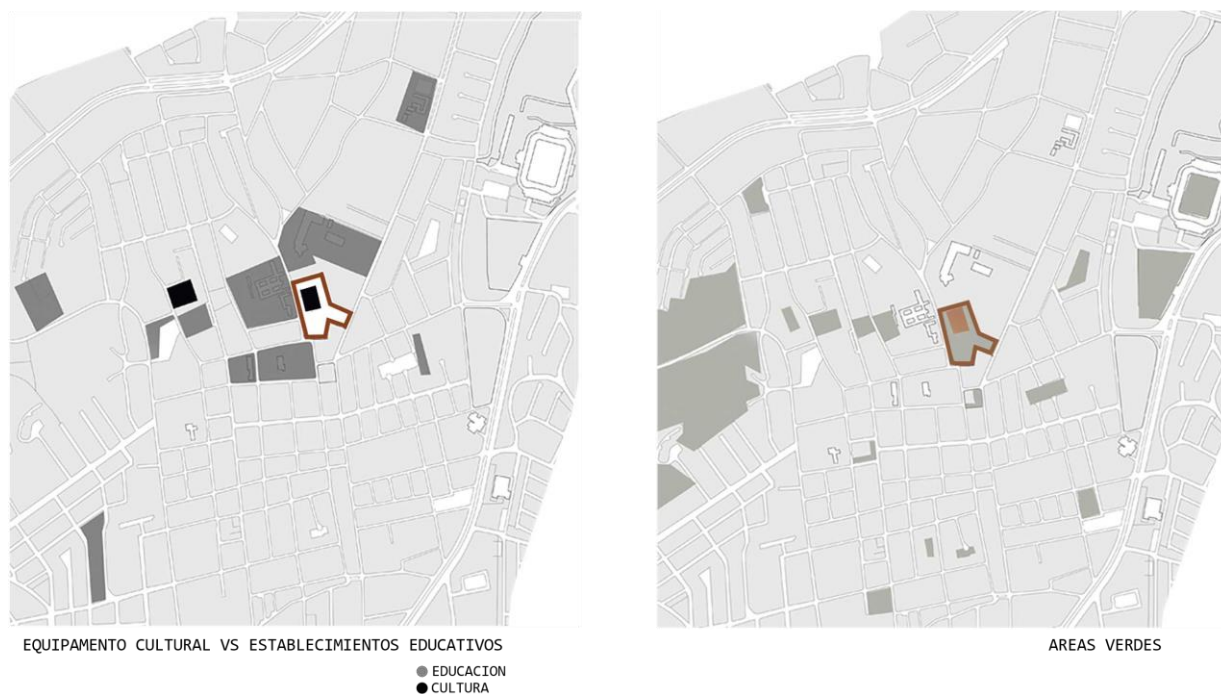 EQUIPAMENTO CULTURAL VS ESTABLECIMIENTOS EDUCATIVOS
EDUCACION
CULTURA
AREAS VERDES